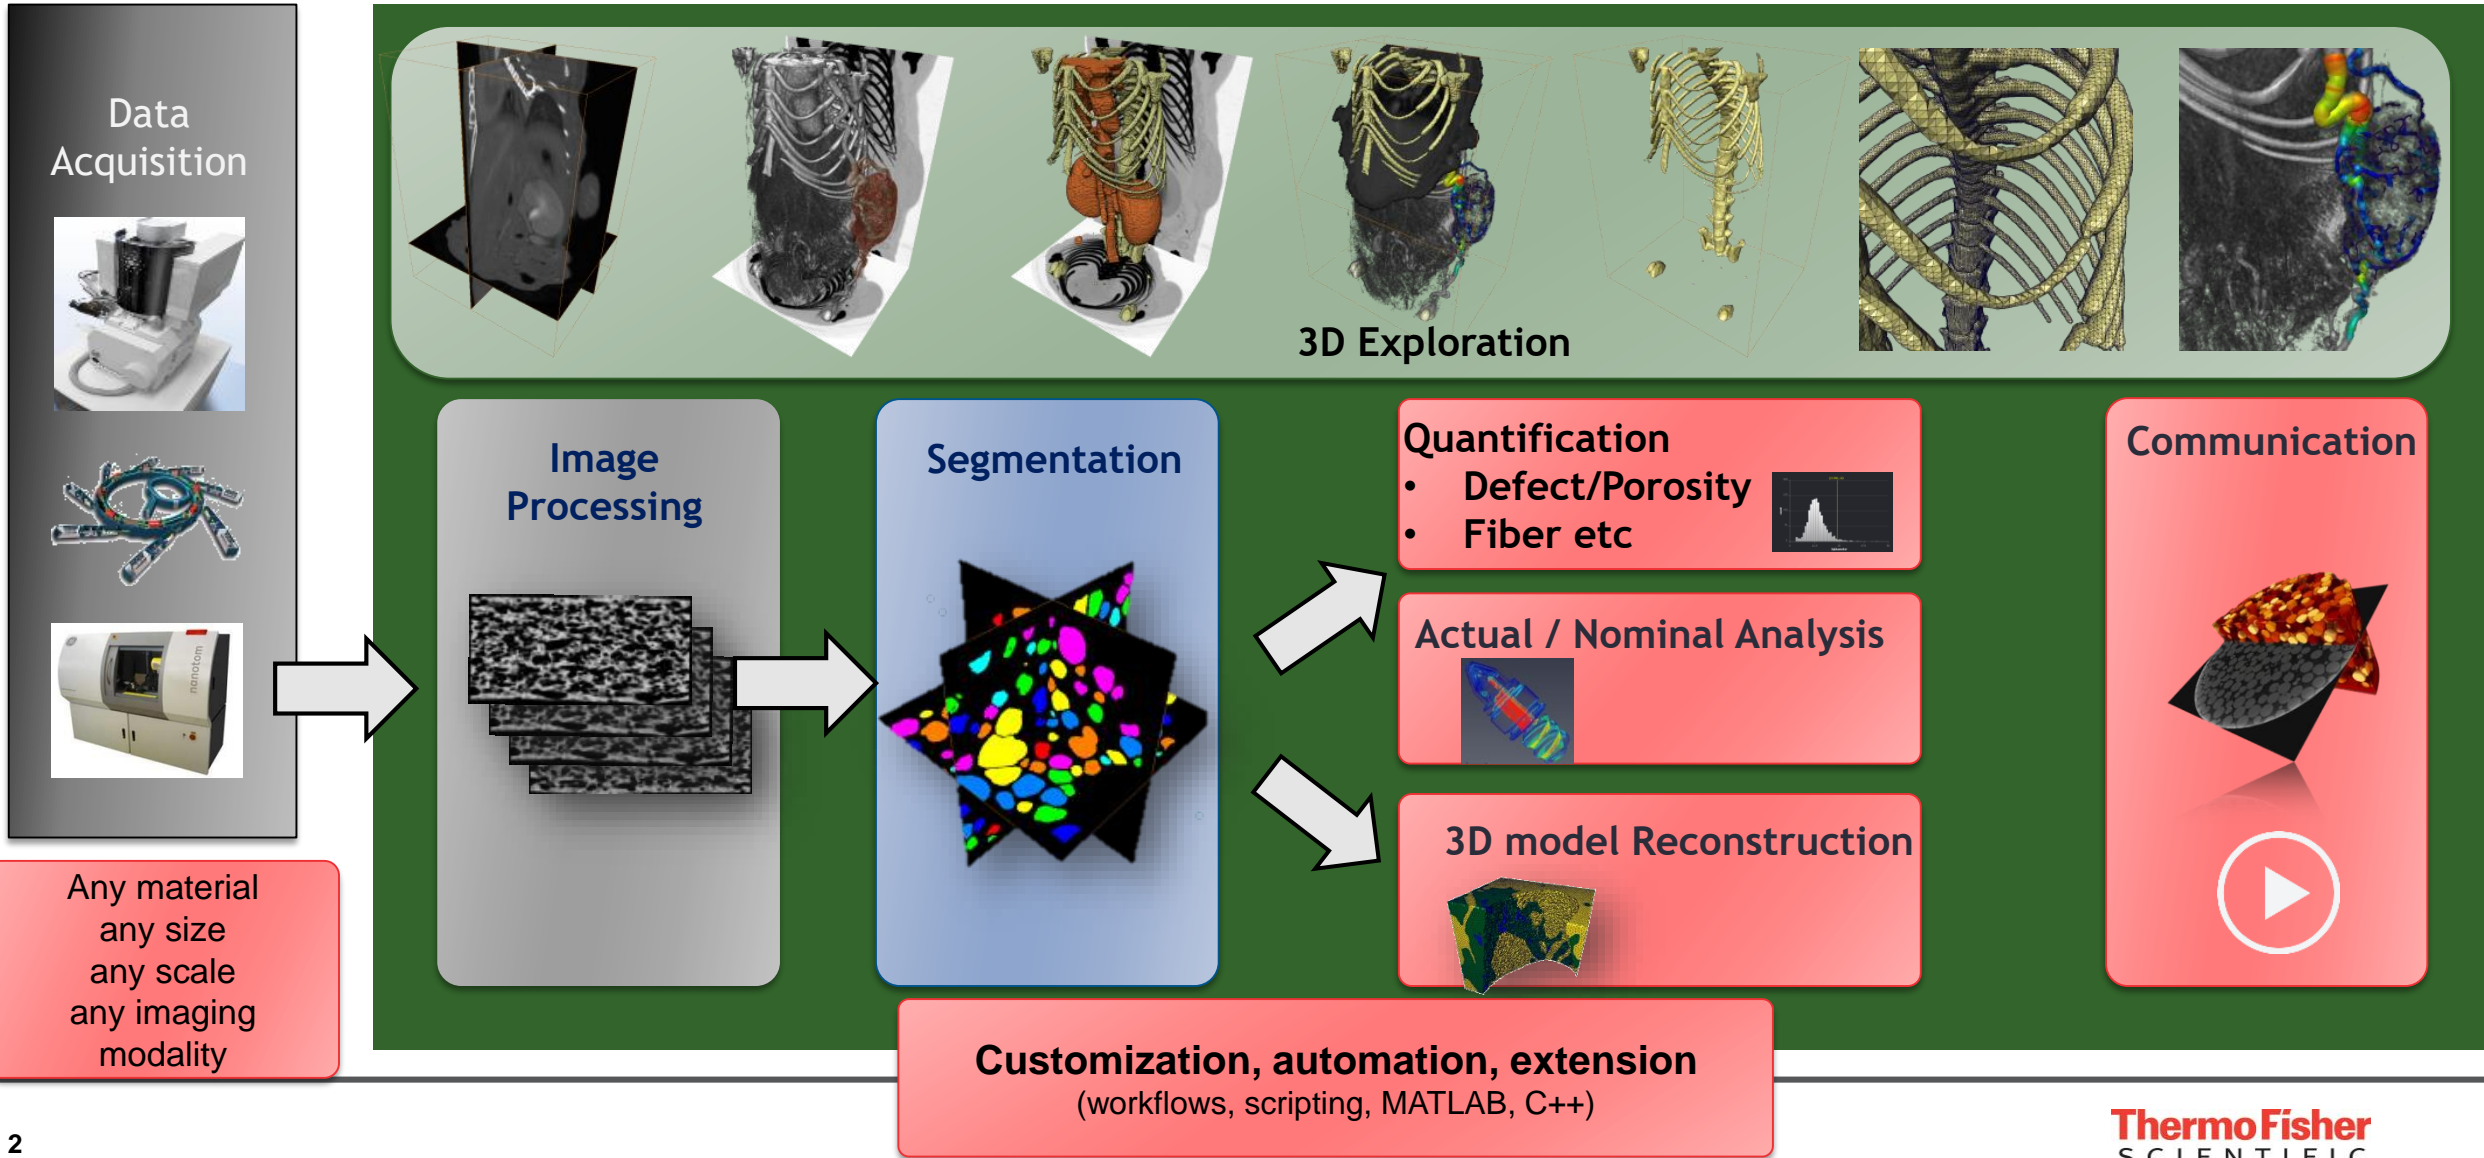 Data
Acquisition
nanotom
Any material
any size
any scale
any imaging
modality
3D Exploration
Image
Processing
Segmentation
Quantification
• Defect/Porosity
• Fiber etc
Actual / Nominal Analysis
3D model Reconstruction
Communication
Customization, automation, extension
(workflows, scripting, MATLAB, C++)
2
ThermoFisher
SCIENTIFIC